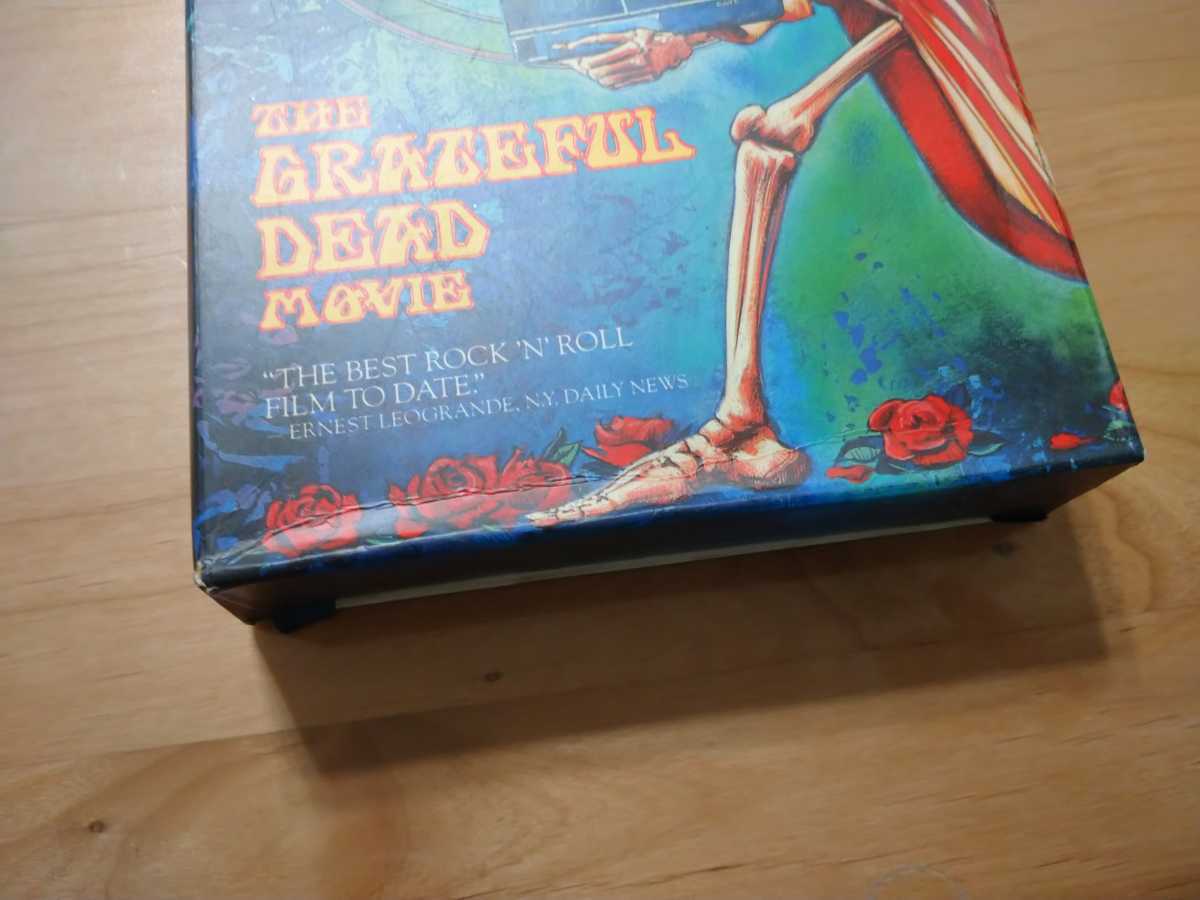 THE
GRATEFUL
DEAD
MOVIE
“THE BEST ROCK ’N’ ROLL
FILM TO DATE.”
ERNEST LEOGRANDE, N.Y. DAILY NEWS